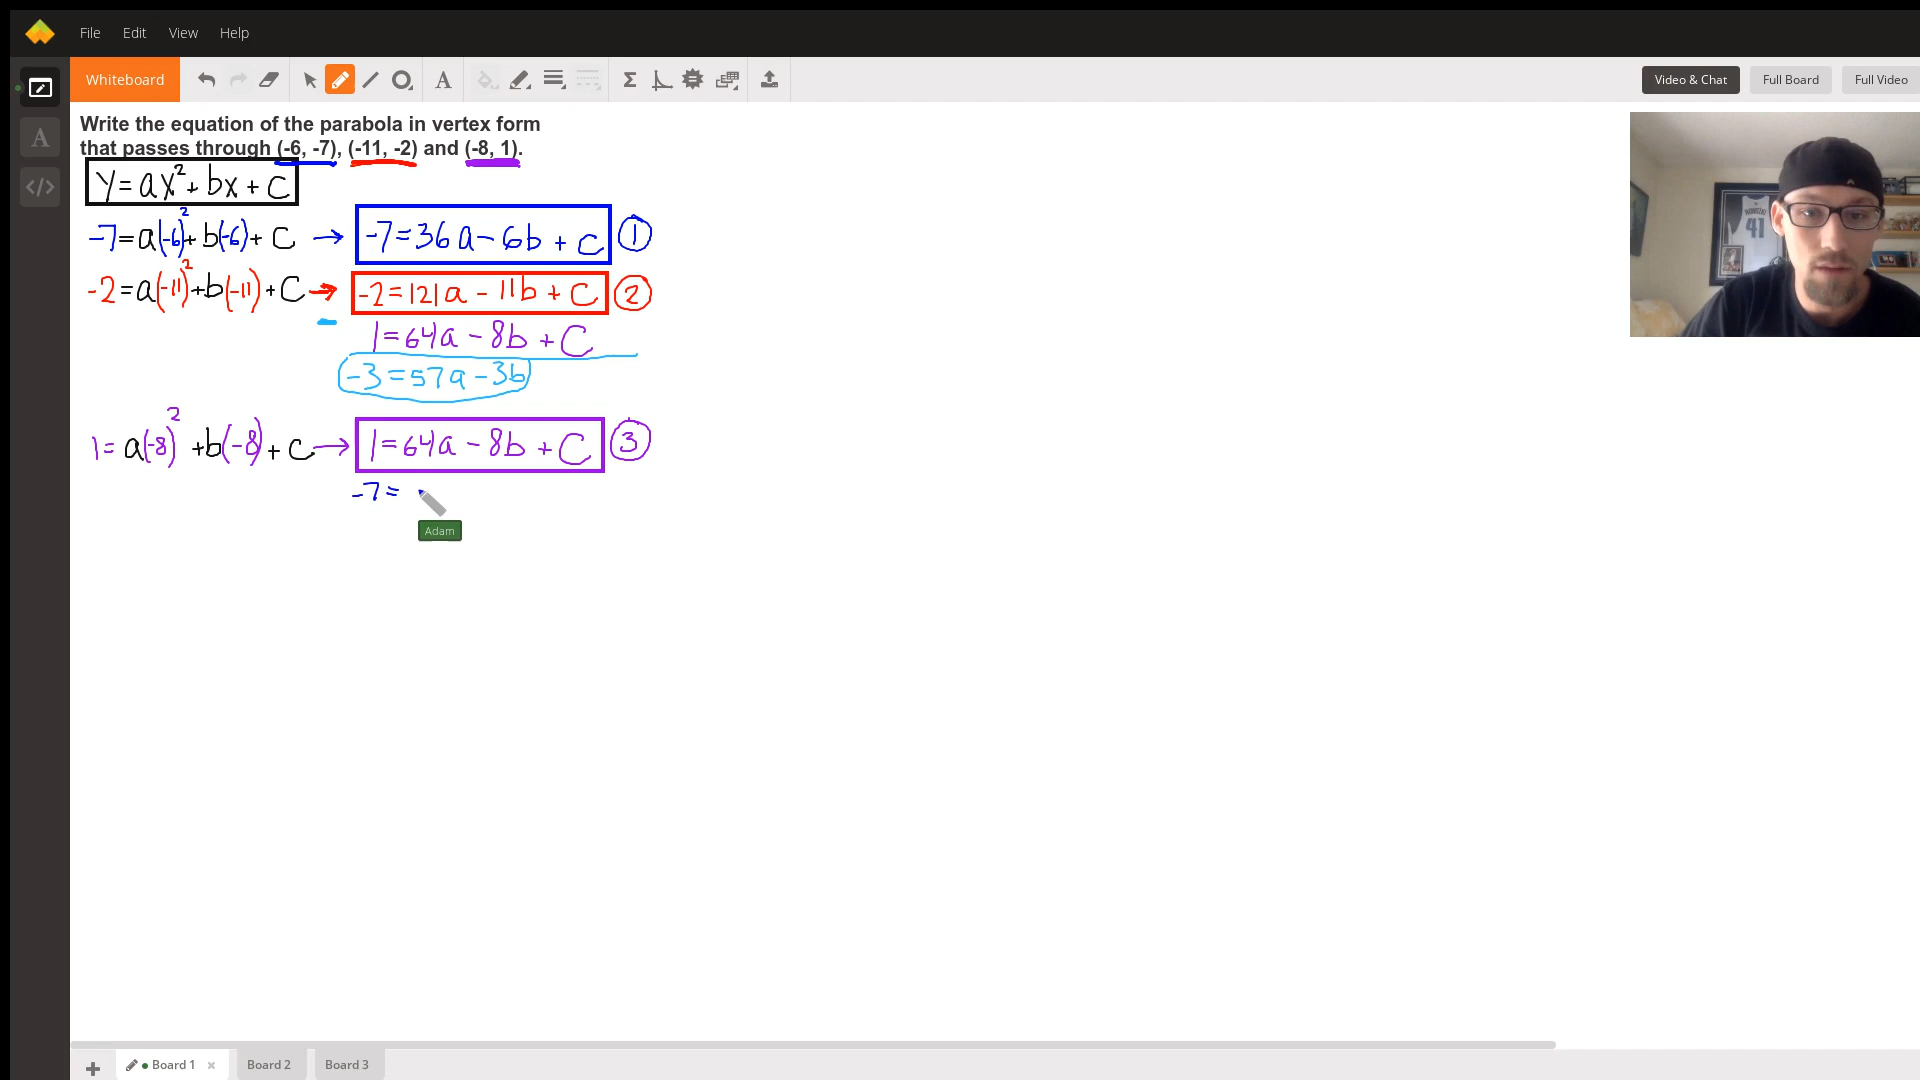 File Edit View Help
Whiteboard
A
Σ
Video & Chat Full Board Full Video
A
</>
Write the equation of the parabola in vertex form
that passes through (-6, -7), (-11, -2) and (-8, 1).
y = ax² + bx + c
-7 = a(-6)² + b(-6) + c → -7 = 36a - 6b + c ①
-2 = a(-11)² + b(-11) + c → -2 = 121a - 11b + c ②
- 1 = 64a - 8b + c
-3 = 57a - 3b
1 = a(-8)² + b(-8) + c → 1 = 64a - 8b + c ③
-7 =
Adam
41
+ Board 1 × Board 2 Board 3